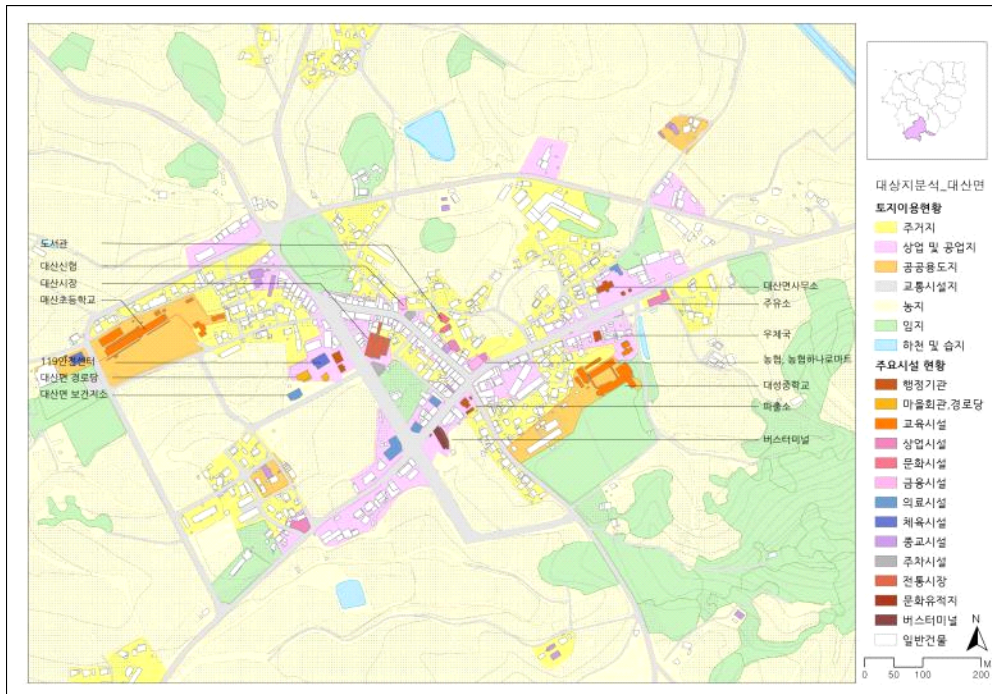 도서관
대산신협
대산시장
대산초등학교
119안전센터
대산면 경로당
대산면 보건지소
대산면사무소
주유소
우체국
농협, 농협하나로마트
대성중학교
파출소
버스터미널
대상지분석_대산면
토지이용현황
주거지
상업 및 공업지
공공용도지
교통시설지
농지
임지
하천 및 습지
주요시설 현황
행정기관
마을회관,경로당
교육시설
상업시설
문화시설
금융시설
의료시설
체육시설
종교시설
주차시설
전통시장
문화유적지
버스터미널
일반건물
N
M
0 50 100 200